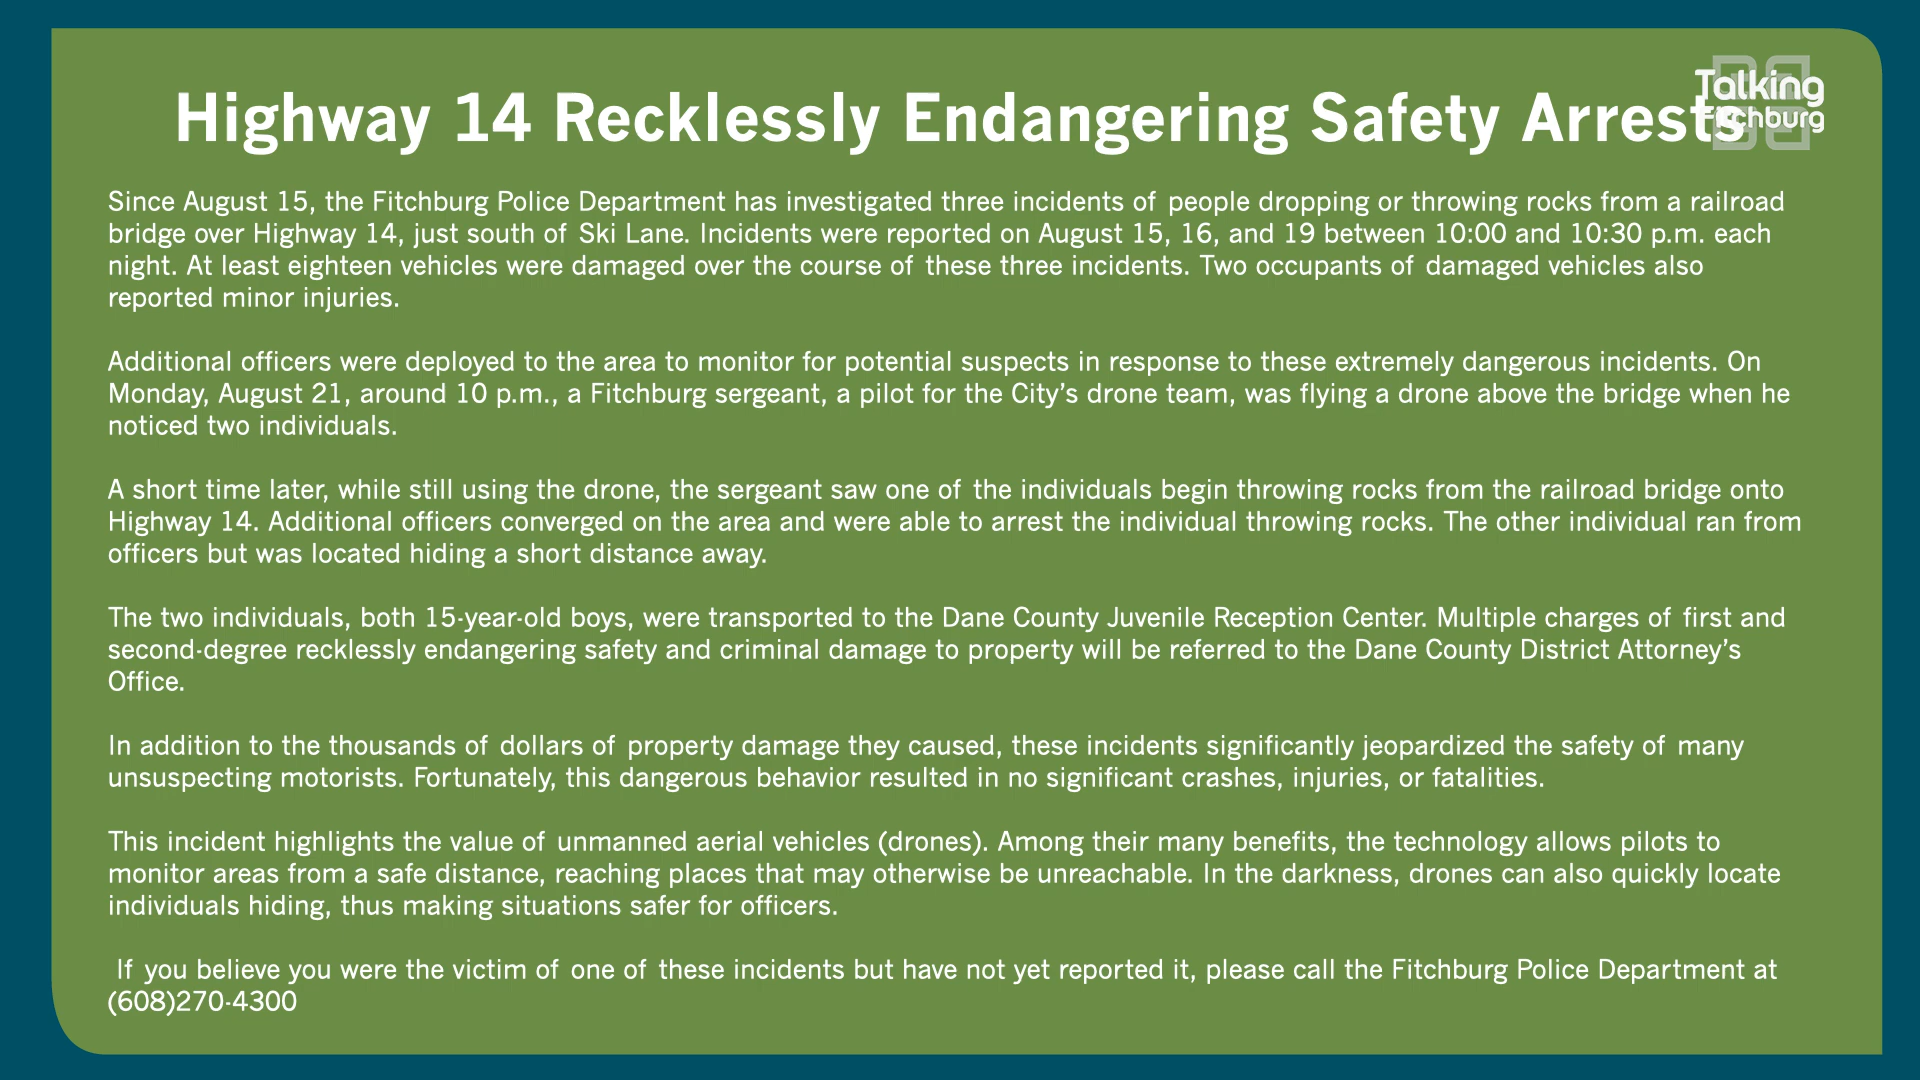 Highway 14 Recklessly Endangering Safety Arrests
Talking
Fitchburg
Since August 15, the Fitchburg Police Department has investigated three incidents of people dropping or throwing rocks from a railroad
bridge over Highway 14, just south of Ski Lane. Incidents were reported on August 15, 16, and 19 between 10:00 and 10:30 p.m. each
night. At least eighteen vehicles were damaged over the course of these three incidents. Two occupants of damaged vehicles also
reported minor injuries.
Additional officers were deployed to the area to monitor for potential suspects in response to these extremely dangerous incidents. On
Monday, August 21, around 10 p.m., a Fitchburg sergeant, a pilot for the City’s drone team, was flying a drone above the bridge when he
noticed two individuals.
A short time later, while still using the drone, the sergeant saw one of the individuals begin throwing rocks from the railroad bridge onto
Highway 14. Additional officers converged on the area and were able to arrest the individual throwing rocks. The other individual ran from
officers but was located hiding a short distance away.
The two individuals, both 15-year-old boys, were transported to the Dane County Juvenile Reception Center. Multiple charges of first and
second-degree recklessly endangering safety and criminal damage to property will be referred to the Dane County District Attorney’s
Office.
In addition to the thousands of dollars of property damage they caused, these incidents significantly jeopardized the safety of many
unsuspecting motorists. Fortunately, this dangerous behavior resulted in no significant crashes, injuries, or fatalities.
This incident highlights the value of unmanned aerial vehicles (drones). Among their many benefits, the technology allows pilots to
monitor areas from a safe distance, reaching places that may otherwise be unreachable. In the darkness, drones can also quickly locate
individuals hiding, thus making situations safer for officers.
If you believe you were the victim of one of these incidents but have not yet reported it, please call the Fitchburg Police Department at
(608)270-4300